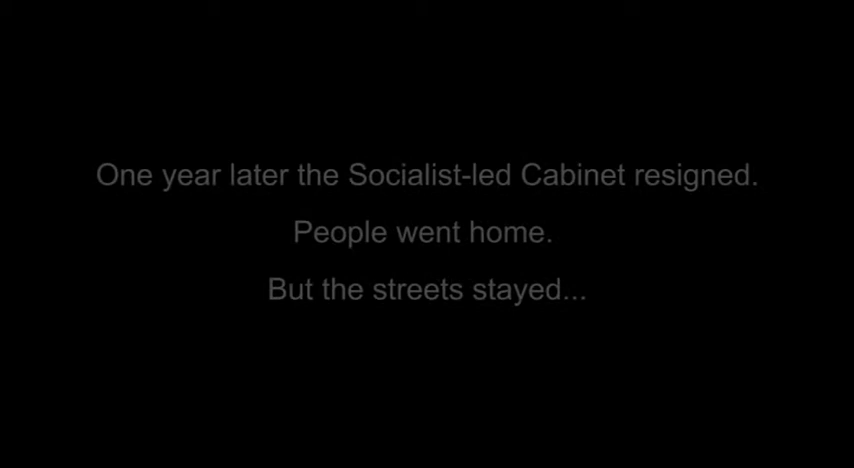 One year later the Socialist-led Cabinet resigned.
People went home.
But the streets stayed...